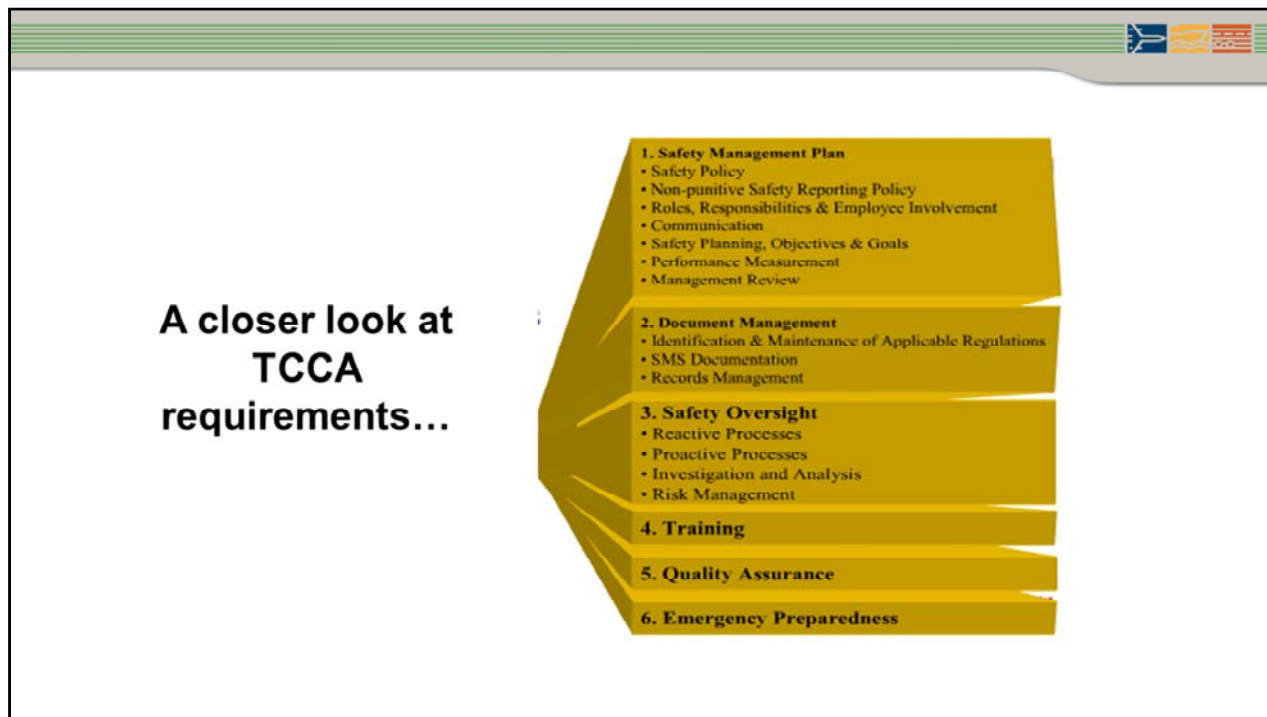 A closer look at
TCCA
requirements…
1. Safety Management Plan
• Safety Policy
• Non-punitive Safety Reporting Policy
• Roles, Responsibilities & Employee Involvement
• Communication
• Safety Planning, Objectives & Goals
• Performance Measurement
• Management Review
2. Document Management
• Identification & Maintenance of Applicable Regulations
• SMS Documentation
• Records Management
3. Safety Oversight
• Reactive Processes
• Proactive Processes
• Investigation and Analysis
• Risk Management
4. Training
5. Quality Assurance
6. Emergency Preparedness